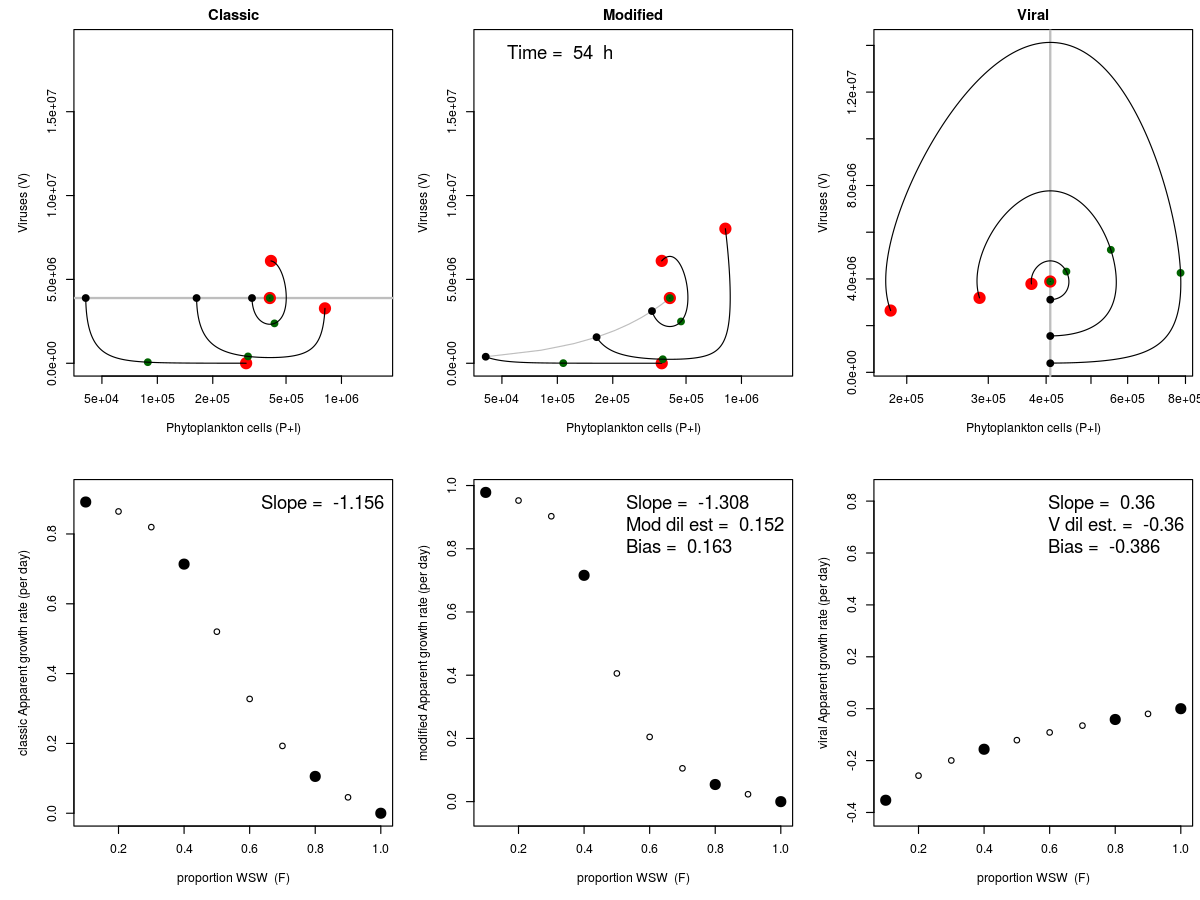 Classic
Modified
Viral
Time = 54 h
Viruses (V)
0.0e+00 5.0e+06 1.0e+07 1.5e+07
5e+04 1e+05 2e+05 5e+05 1e+06
Phytoplankton cells (P+I)
Viruses (V)
0.0e+00 5.0e+06 1.0e+07 1.5e+07
5e+04 1e+05 2e+05 5e+05 1e+06
Phytoplankton cells (P+I)
Viruses (V)
0.0e+00 4.0e+06 8.0e+06 1.2e+07
2e+05 3e+05 4e+05 6e+05 8e+05
Phytoplankton cells (P+I)
Slope = -1.156
classic Apparent growth rate (per day)
0.0 0.2 0.4 0.6 0.8
0.2 0.4 0.6 0.8 1.0
proportion WSW (F)
Slope = -1.308
Mod dil est = 0.152
Bias = 0.163
modified Apparent growth rate (per day)
0.0 0.2 0.4 0.6 0.8 1.0
0.2 0.4 0.6 0.8 1.0
proportion WSW (F)
Slope = 0.36
V dil est. = -0.36
Bias = -0.386
viral Apparent growth rate (per day)
-0.4 -0.2 0.0 0.2 0.4 0.6 0.8
0.2 0.4 0.6 0.8 1.0
proportion WSW (F)